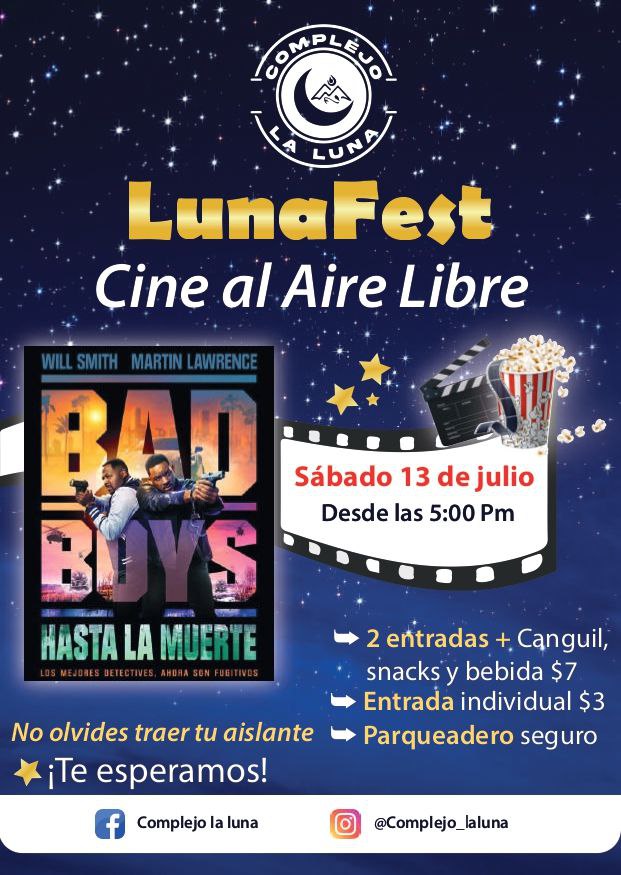 COMPLEJO
LA LUNA
LunaFest
Cine al Aire Libre
WILL SMITH MARTIN LAWRENCE
BAD
BOYS
HASTA LA MUERTE
LOS MEJORES DETECTIVES, AHORA SON FUGITIVOS
Sábado 13 de julio
Desde las 5:00 Pm
2 entradas + Canguil,
snacks y bebida $7
Entrada individual $3
Parqueadero seguro
No olvides traer tu aislante
¡Te esperamos!
Complejo la luna
@Complejo_laluna